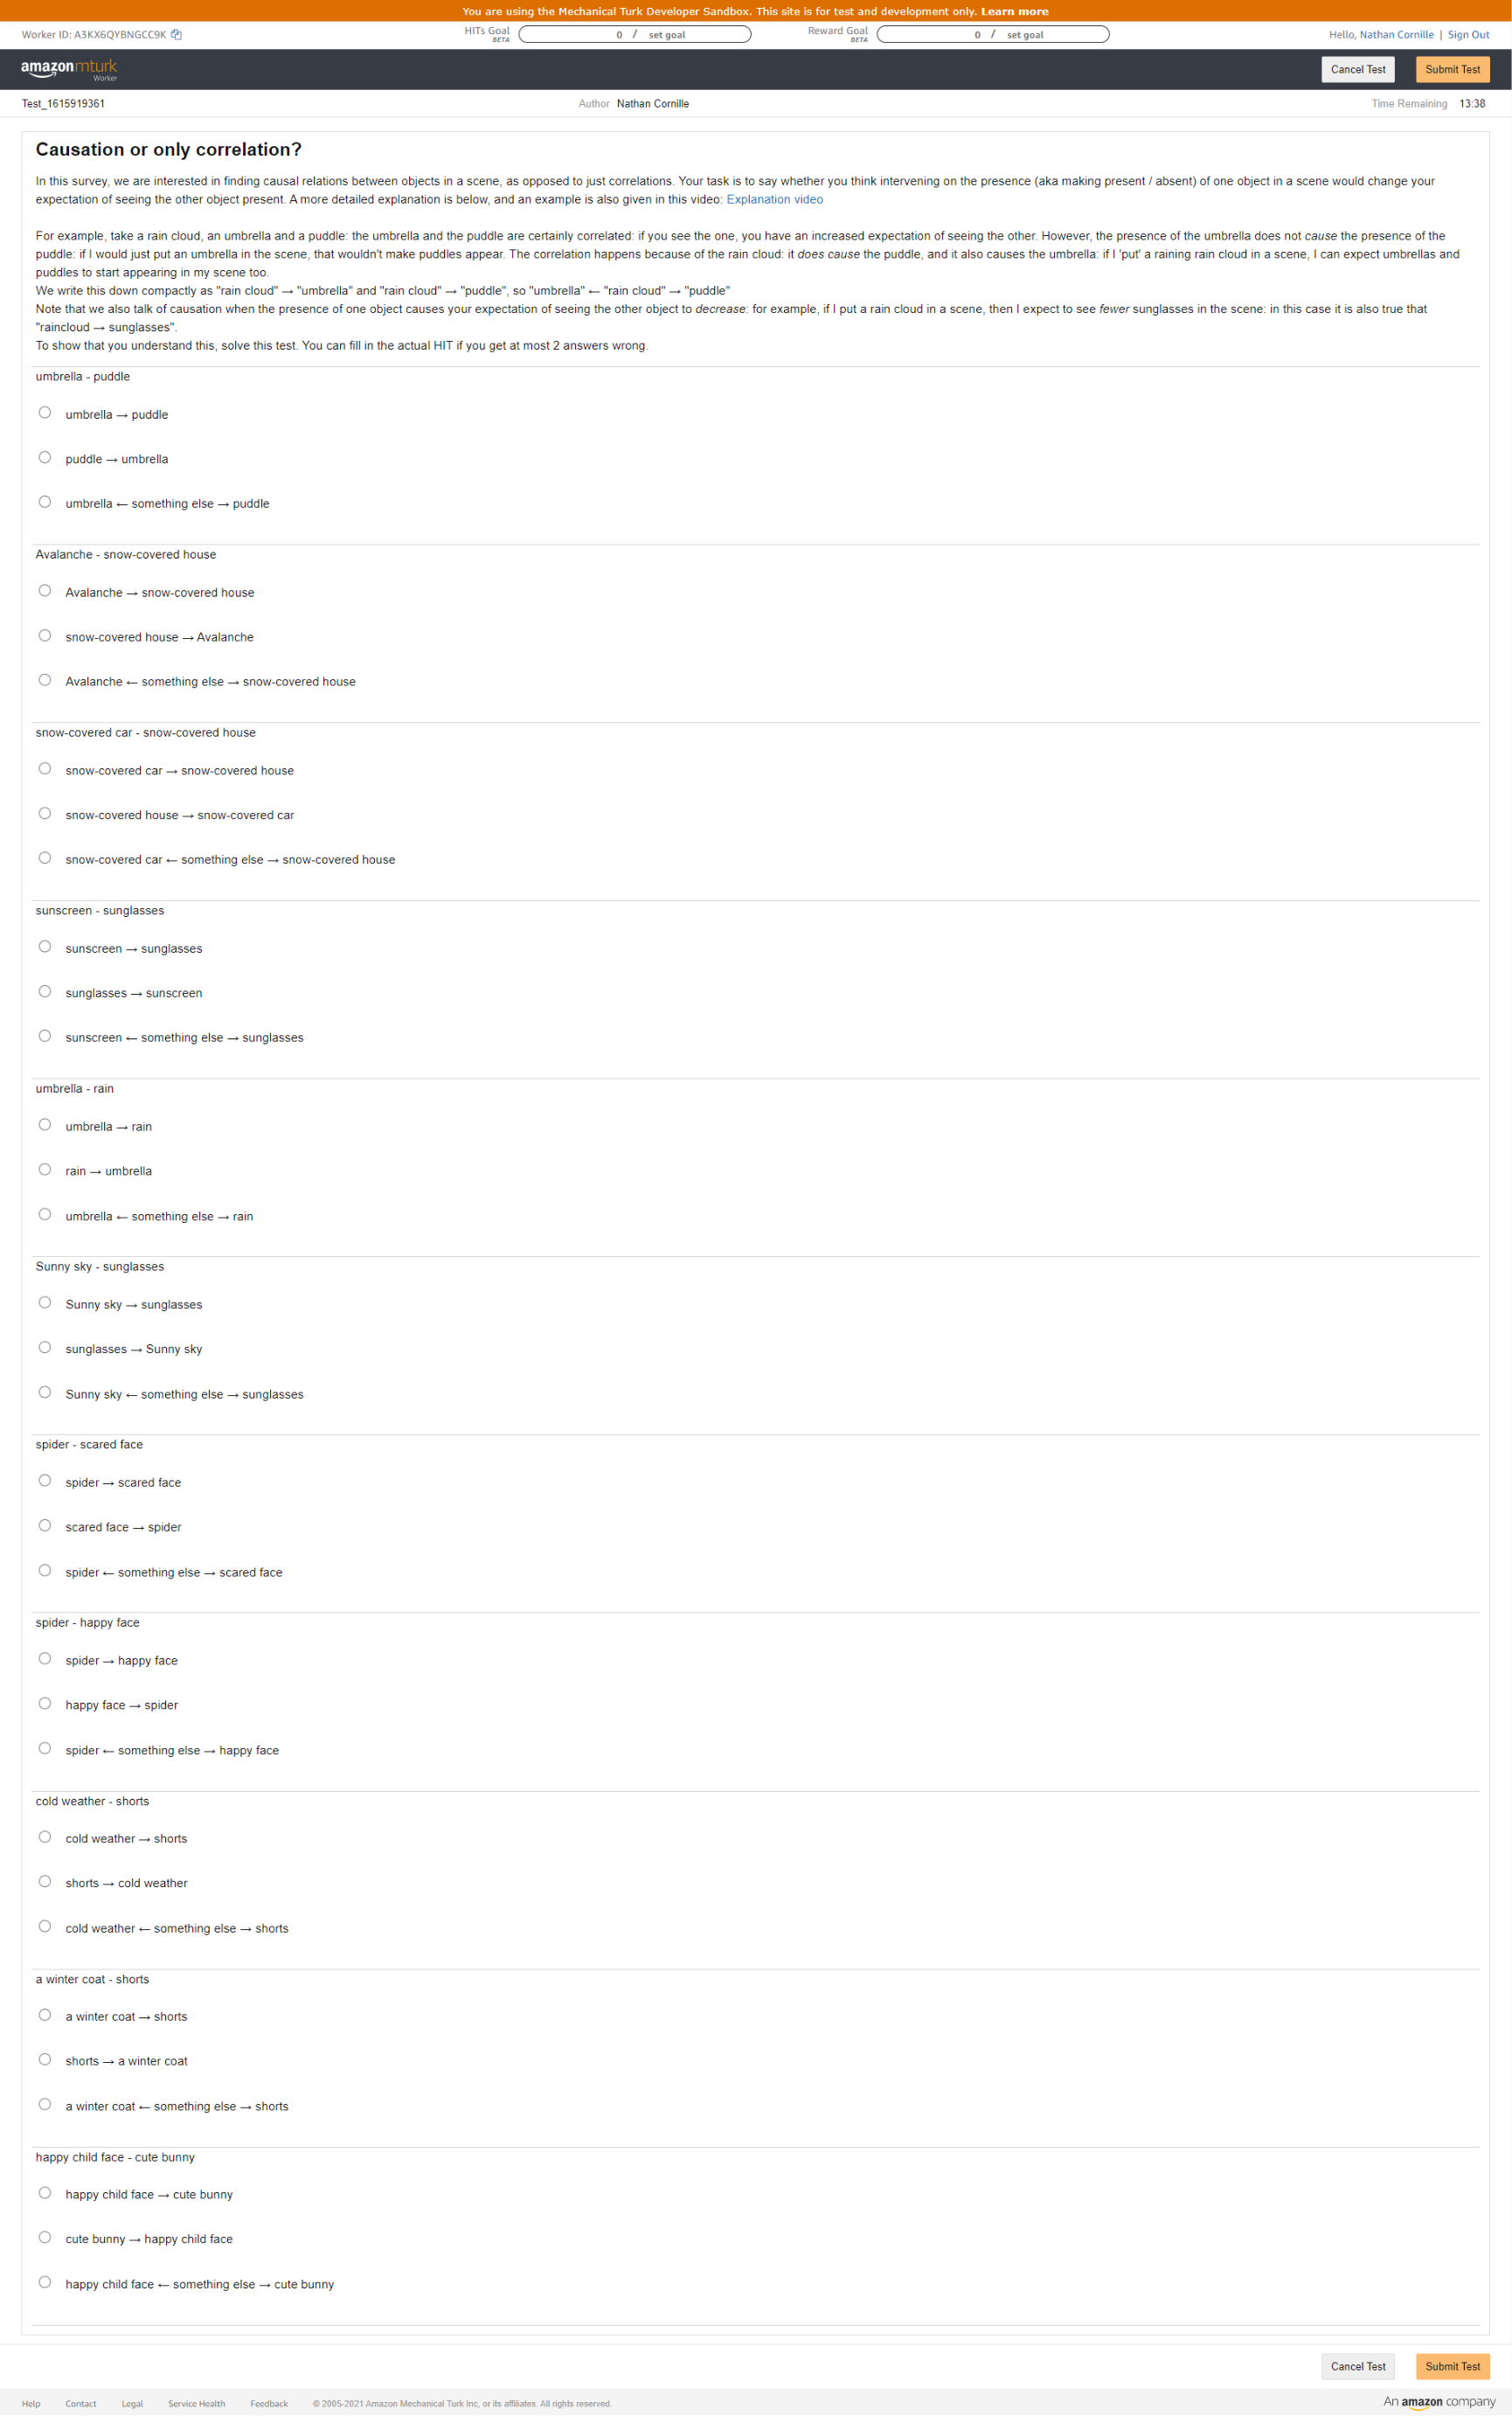 You are using the Mechanical Turk Developer Sandbox. This site is for test and development only. Learn more
Worker ID: A3KX6QYBNGCC9K
HITs Goal BETA 0 / set goal
Reward Goal BETA 0 / set goal
Hello, Nathan Cornille | Sign Out
amazonmturk Worker
Cancel Test Submit Test
Test_1615919361 Author Nathan Cornille Time Remaining 13:38
Causation or only correlation?
In this survey, we are interested in finding causal relations between objects in a scene, as opposed to just correlations. Your task is to say whether you think intervening on the presence (aka making present / absent) of one object in a scene would change your
expectation of seeing the other object present. A more detailed explanation is below, and an example is also given in this video: Explanation video
For example, take a rain cloud, an umbrella and a puddle: the umbrella and the puddle are certainly correlated: if you see the one, you have an increased expectation of seeing the other. However, the presence of the umbrella does not cause the presence of the
puddle: if I would just put an umbrella in the scene, that wouldn't make puddles appear. The correlation happens because of the rain cloud: it does cause the puddle, and it also causes the umbrella: if I 'put' a raining rain cloud in a scene, I can expect umbrellas and
puddles to start appearing in my scene too.
We write this down compactly as "rain cloud" → "umbrella" and "rain cloud" → "puddle", so "umbrella" ← "rain cloud" → "puddle"
Note that we also talk of causation when the presence of one object causes your expectation of seeing the other object to decrease: for example, if I put a rain cloud in a scene, then I expect to see fewer sunglasses in the scene: in this case it is also true that
"raincloud → sunglasses".
To show that you understand this, solve this test. You can fill in the actual HIT if you get at most 2 answers wrong.
umbrella - puddle
umbrella → puddle
puddle → umbrella
umbrella ← something else → puddle
Avalanche - snow-covered house
Avalanche → snow-covered house
snow-covered house → Avalanche
Avalanche ← something else → snow-covered house
snow-covered car - snow-covered house
snow-covered car → snow-covered house
snow-covered house → snow-covered car
snow-covered car ← something else → snow-covered house
sunscreen - sunglasses
sunscreen → sunglasses
sunglasses → sunscreen
sunscreen ← something else → sunglasses
umbrella - rain
umbrella → rain
rain → umbrella
umbrella ← something else → rain
Sunny sky - sunglasses
Sunny sky → sunglasses
sunglasses → Sunny sky
Sunny sky ← something else → sunglasses
spider - scared face
spider → scared face
scared face → spider
spider ← something else → scared face
spider - happy face
spider → happy face
happy face → spider
spider ← something else → happy face
cold weather - shorts
cold weather → shorts
shorts → cold weather
cold weather ← something else → shorts
a winter coat - shorts
a winter coat → shorts
shorts → a winter coat
a winter coat ← something else → shorts
happy child face - cute bunny
happy child face → cute bunny
cute bunny → happy child face
happy child face ← something else → cute bunny
Cancel Test Submit Test
Help Contact Legal Service Health Feedback © 2005-2021 Amazon Mechanical Turk Inc, or its affiliates. All rights reserved. An amazon company